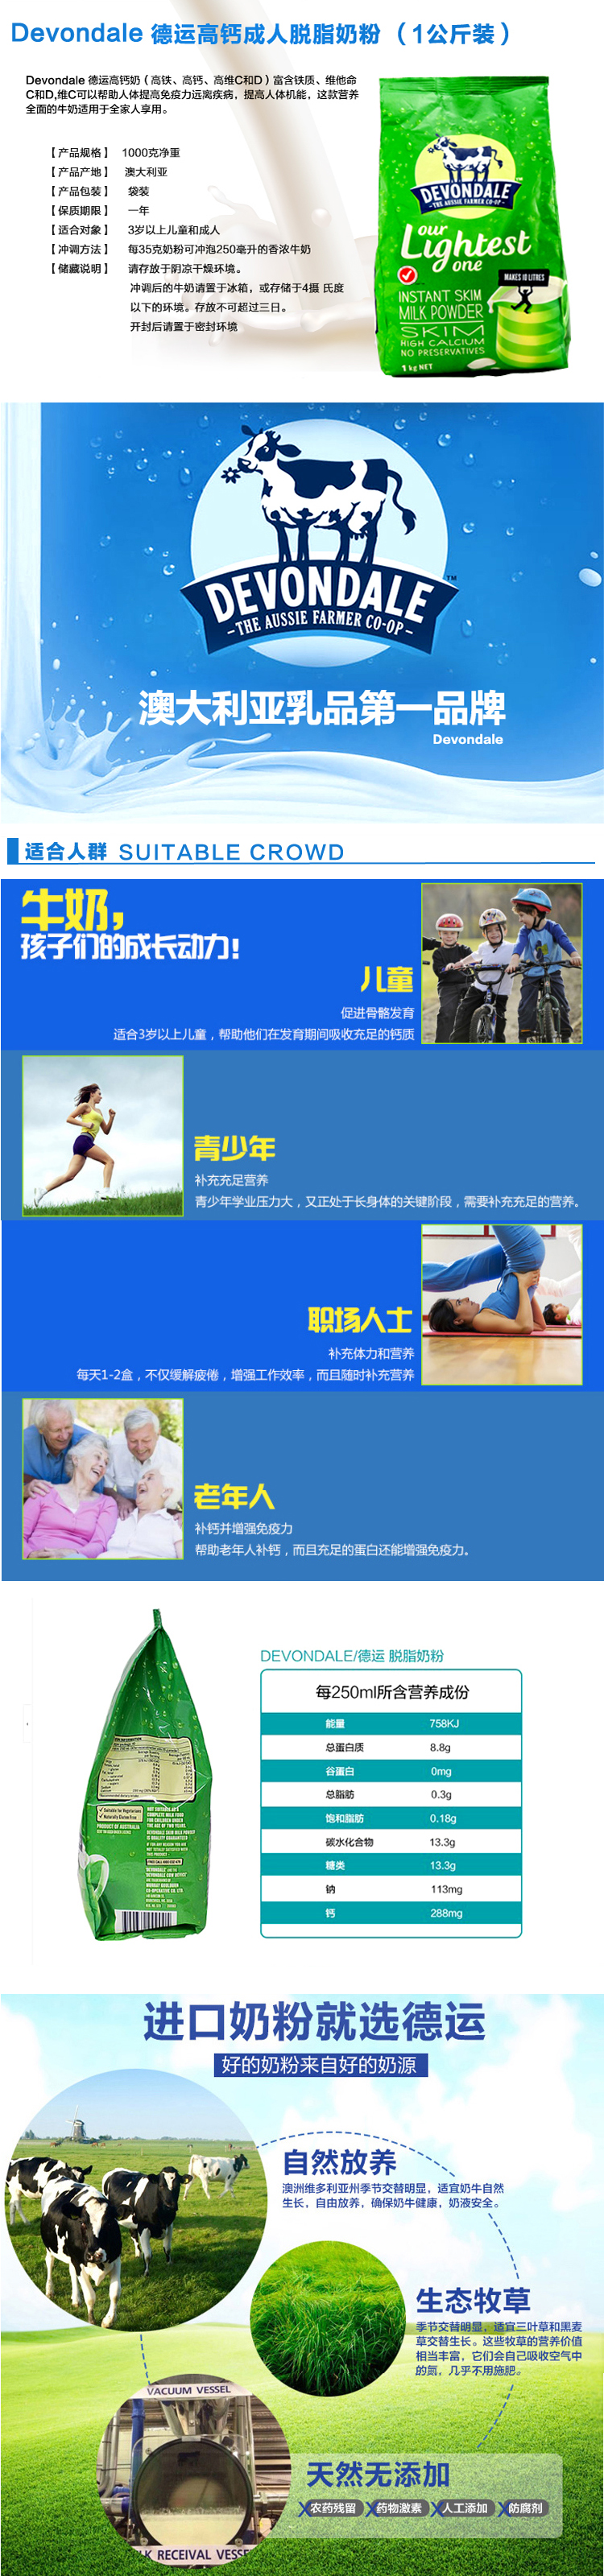 Devondale 德运高钙成人脱脂奶粉（1公斤装）
Devondale 德运高钙奶（高铁、高钙、高维C和D）富含铁质、维他命
C和D,维C可以帮助人体提高免疫力远离疾病，提高人体机能，这款营养
全面的牛奶适用于全家人享用。
【产品规格】 1000克净重
【产品产地】 澳大利亚
【产品包装】 袋装
【保质期限】 一年
【适合对象】 3岁以上儿童和成人
【冲调方法】 每35克奶粉可冲泡250毫升的香浓牛奶
【储藏说明】 请存放于阴凉干燥环境。
冲调后的牛奶请置于冰箱，或存储于4摄 氏度
以下的环境。存放不可超过三日。
开封后请置于密封环境
DEVONDALE
THE AUSSIE FARMER CO-OP
our
Lightest
one
MAKES 10 LITRES
INSTANT SKIM
MILK POWDER
SKIM
HIGH CALCIUM
NO PRESERVATIVES
1 kg NET
DEVONDALE
TM
-THE AUSSIE FARMER CO-OP-
澳大利亚乳品第一品牌
Devondale
适合人群 SUITABLE CROWD
牛奶，
孩子们的成长动力！
儿童
促进骨骼发育
适合3岁以上儿童，帮助他们在发育期间吸收充足的钙质
青少年
补充充足营养
青少年学业压力大，又正处于长身体的关键阶段，需要补充充足的营养。
职场人士
补充体力和营养
每天1-2盒，不仅缓解疲倦，增强工作效率，而且随时补充营养
老年人
补钙并增强免疫力
帮助老年人补钙，而且充足的蛋白还能增强免疫力。
Suitable for Vegetarians
Naturally Gluten Free
PRODUCT OF AUSTRALIA
DEVONDALE/德运 脱脂奶粉
每250ml所含营养成份
能量 758KJ
总蛋白质 8.8g
谷蛋白 0mg
总脂肪 0.3g
饱和脂肪 0.18g
碳水化合物 13.3g
糖类 13.3g
钠 113mg
钙 288mg
进口奶粉就选德运
好的奶粉来自好的奶源
自然放养
澳洲维多利亚州季节交替明显，适宜奶牛自然
生长，自由放养，确保奶牛健康，奶液安全。
生态牧草
季节交替明显，适宜三叶草和黑麦
草交替生长。这些牧草的营养价值
相当丰富，它们会自己吸收空气中
的氮，几乎不用施肥。
VACUUM VESSEL
LK RECEIVAL VESSE
天然无添加
X农药残留 X药物激素 X人工添加 X防腐剂